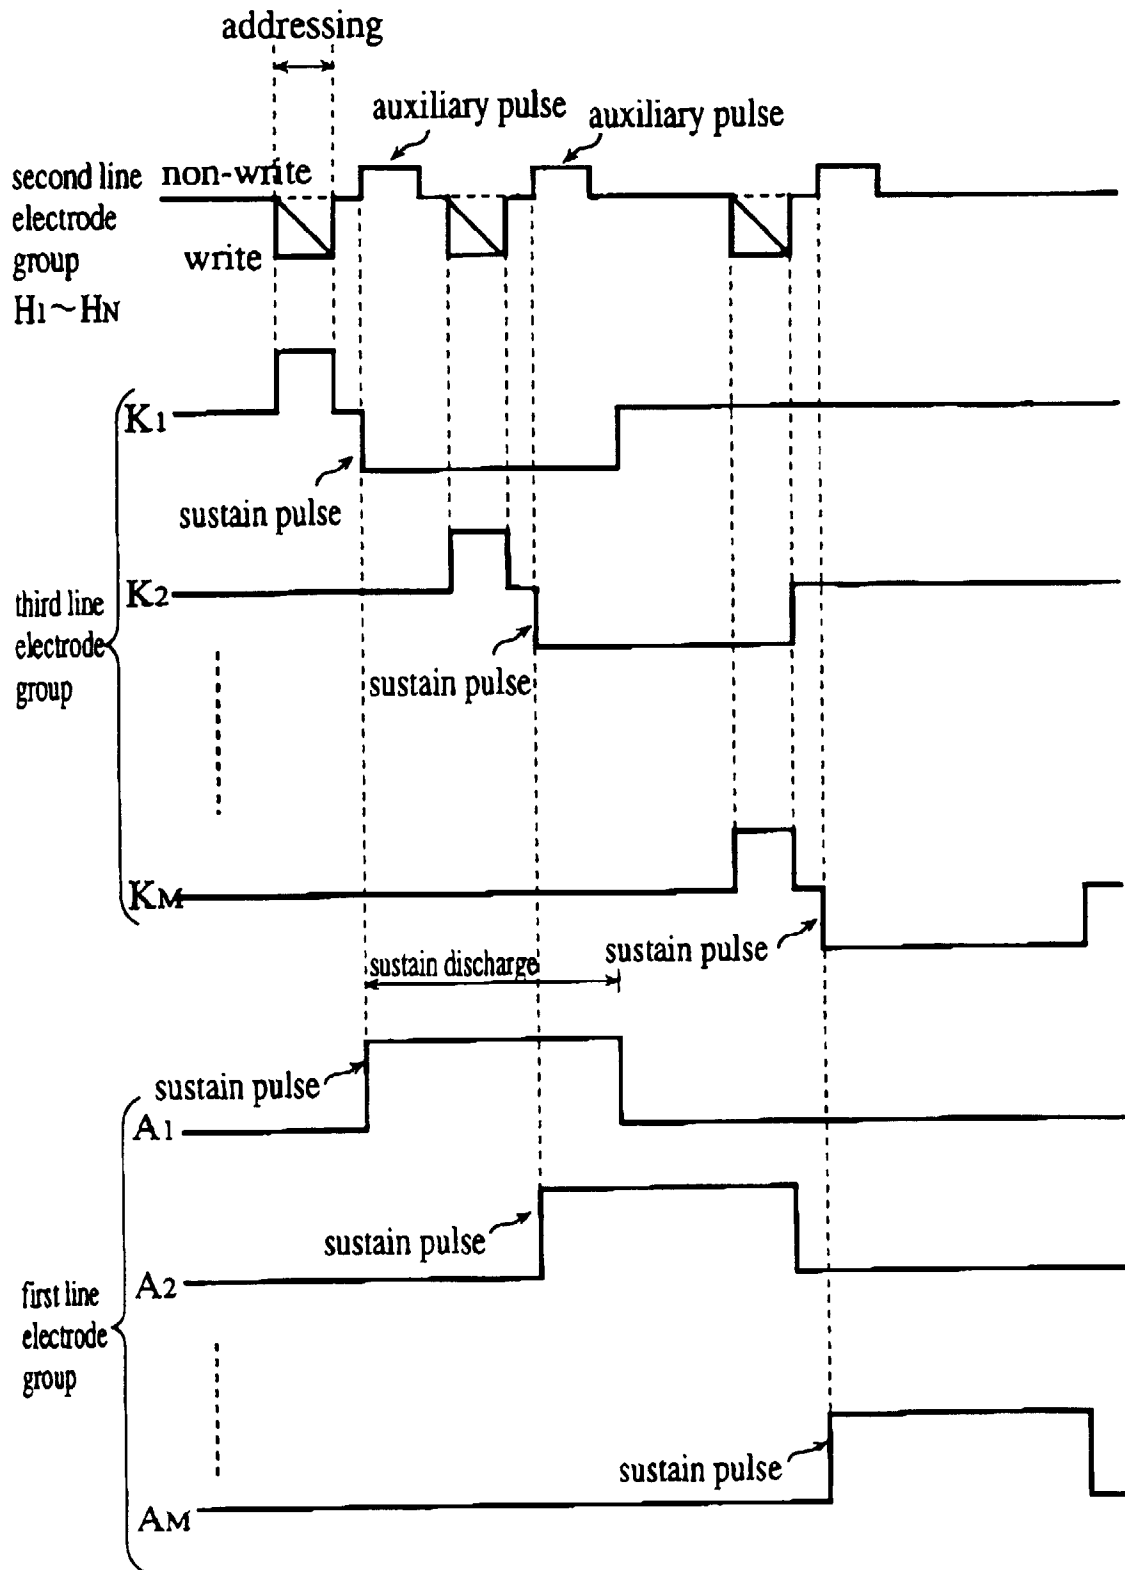 addressing
auxiliary pulse
auxiliary pulse
second line
electrode
group
H1~HN
non-write
write
K1
sustain pulse
K2
third line
electrode
group
sustain pulse
KM
sustain pulse
sustain discharge
sustain pulse
A1
sustain pulse
A2
first line
electrode
group
sustain pulse
AM